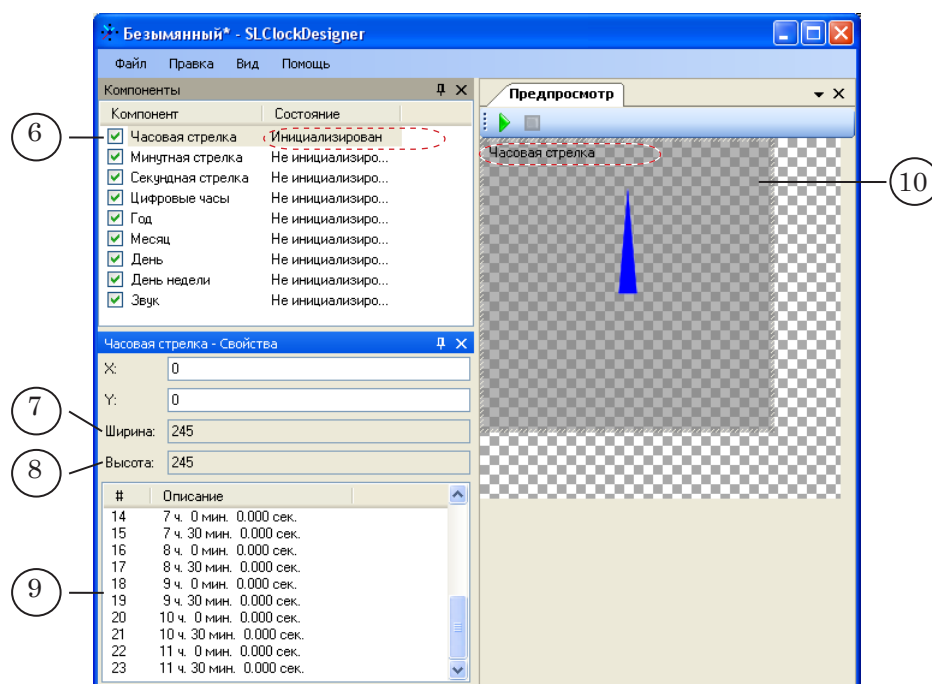 Безымянный* - SLClockDesigner
Файл Правка Вид Помощь
Компоненты
Компонент Состояние
6
Часовая стрелка Инициализирован
Минутная стрелка Не инициализиро...
Секундная стрелка Не инициализиро...
Цифровые часы Не инициализиро...
Год Не инициализиро...
Месяц Не инициализиро...
День Не инициализиро...
День недели Не инициализиро...
Звук Не инициализиро...
Часовая стрелка - Свойства
X: 0
Y: 0
7
Ширина: 245
8
Высота: 245
# Описание
14 7 ч. 0 мин. 0.000 сек.
15 7 ч. 30 мин. 0.000 сек.
16 8 ч. 0 мин. 0.000 сек.
17 8 ч. 30 мин. 0.000 сек.
9
18 9 ч. 0 мин. 0.000 сек.
19 9 ч. 30 мин. 0.000 сек.
20 10 ч. 0 мин. 0.000 сек.
21 10 ч. 30 мин. 0.000 сек.
22 11 ч. 0 мин. 0.000 сек.
23 11 ч. 30 мин. 0.000 сек.
Предпросмотр
Часовая стрелка
10